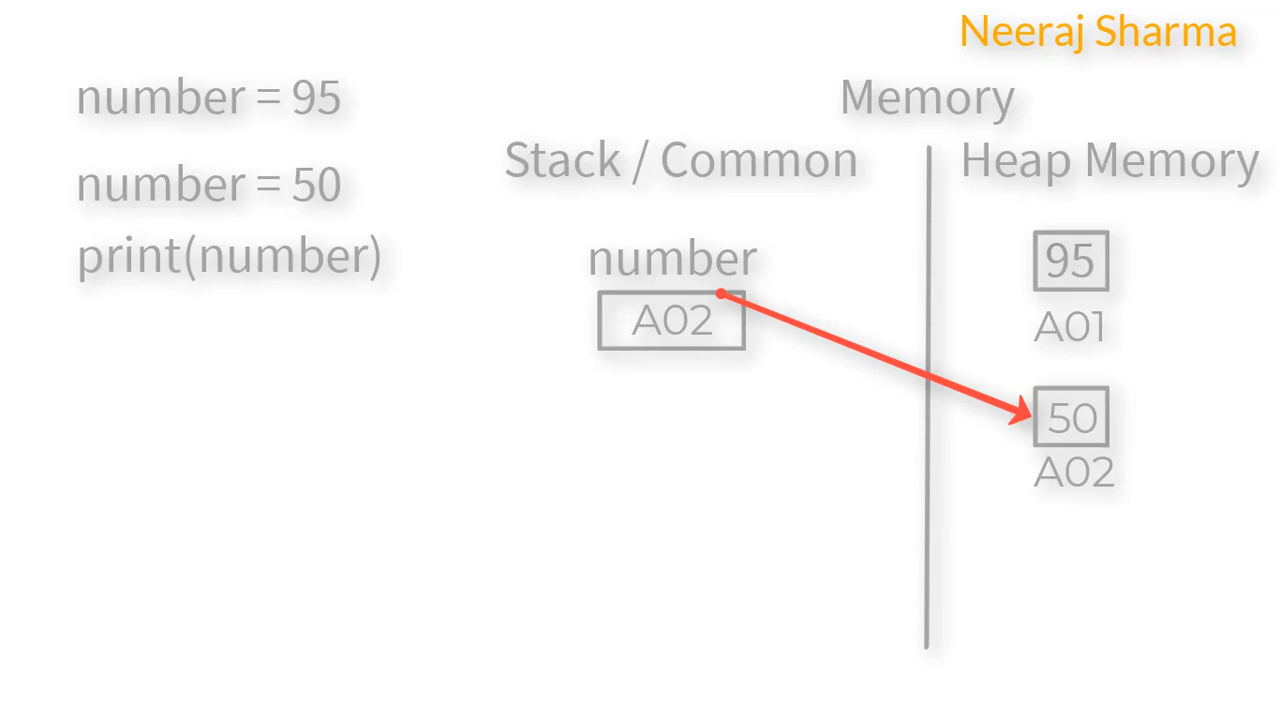 Neeraj Sharma
number = 95
number = 50
print(number)
Memory
Stack / Common
Heap Memory
number
A02
95
A01
50
A02